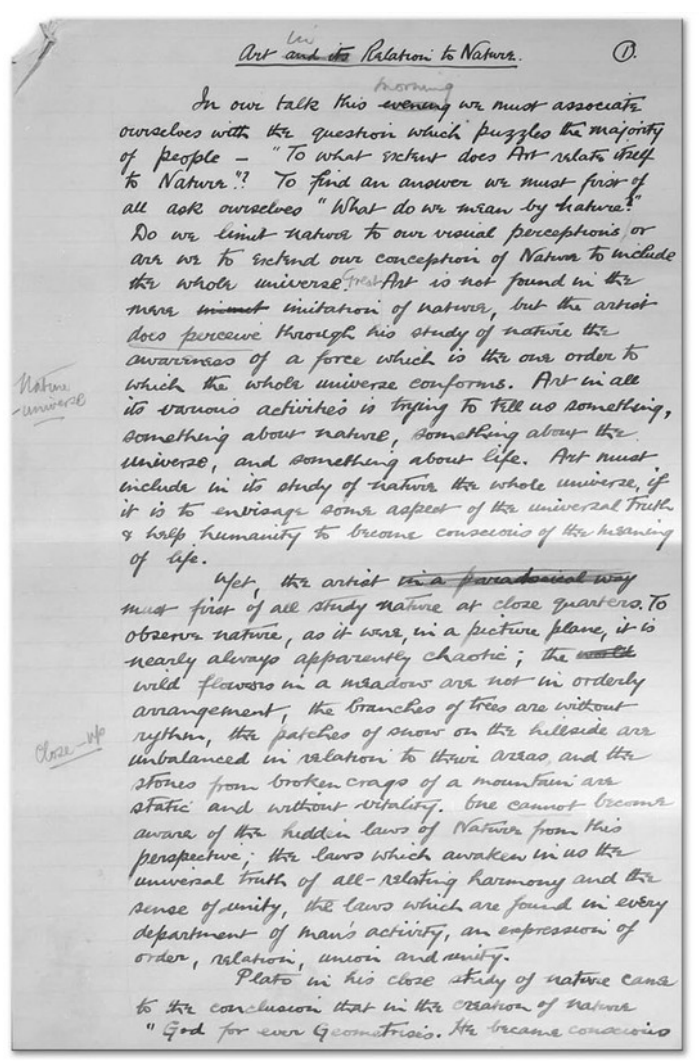 Art in and its Relation to Nature. 1.
morning
In our talk this evening we must associate
ourselves with the question which puzzles the majority
of people - "To what extent does Art relate itself
to Nature"? To find an answer we must first of
all ask ourselves "What do we mean by nature?"
Do we limit nature to our visual perceptions, or
are we to extend our conception of Nature to include
the whole universe? Great Art is not found in the
mere imitation of nature, but the artist
does perceive through his study of nature the
awareness of a force which is the one order to
which the whole universe conforms. Art in all
Nature
-universe
its various activities is trying to tell us something,
something about nature, something about the
universe, and something about life. Art must
include in its study of nature the whole universe, if
it is to envisage some aspect of the universal Truth
& help humanity to become conscious of the meaning
of life.
Yet, the artist in a paradoxical way
must first of all study nature at close quarters. To
observe nature, as it were, in a picture plane, it is
nearly always apparently chaotic; the world
wild flowers in a meadow are not in orderly
arrangement, the branches of trees are without
Close-up
rythm, the patches of snow on the hillside are
unbalanced in relation to their areas, and the
stones from broken crags of a mountain are
static and without vitality. One cannot become
aware of the hidden laws of Nature from this
perspective; the laws which awaken in us the
universal truth of all-relating harmony and the
sense of unity, the laws which are found in every
department of man's activity, an expression of
order, relation, union and unity.
Plato in his close study of nature came
to the conclusion that in the creation of nature
"God for ever Geometrisis. He became conscious